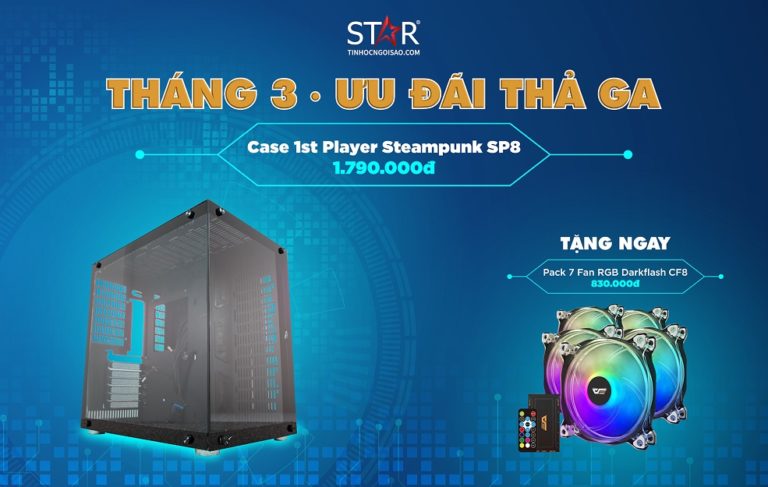 STAR®
TINHOCNGOISAO.COM
THÁNG 3 · ƯU ĐÃI THẢ GA
Case 1st Player Steampunk SP8
1.790.000đ
TẶNG NGAY
Pack 7 Fan RGB Darkflash CF8
830.000đ